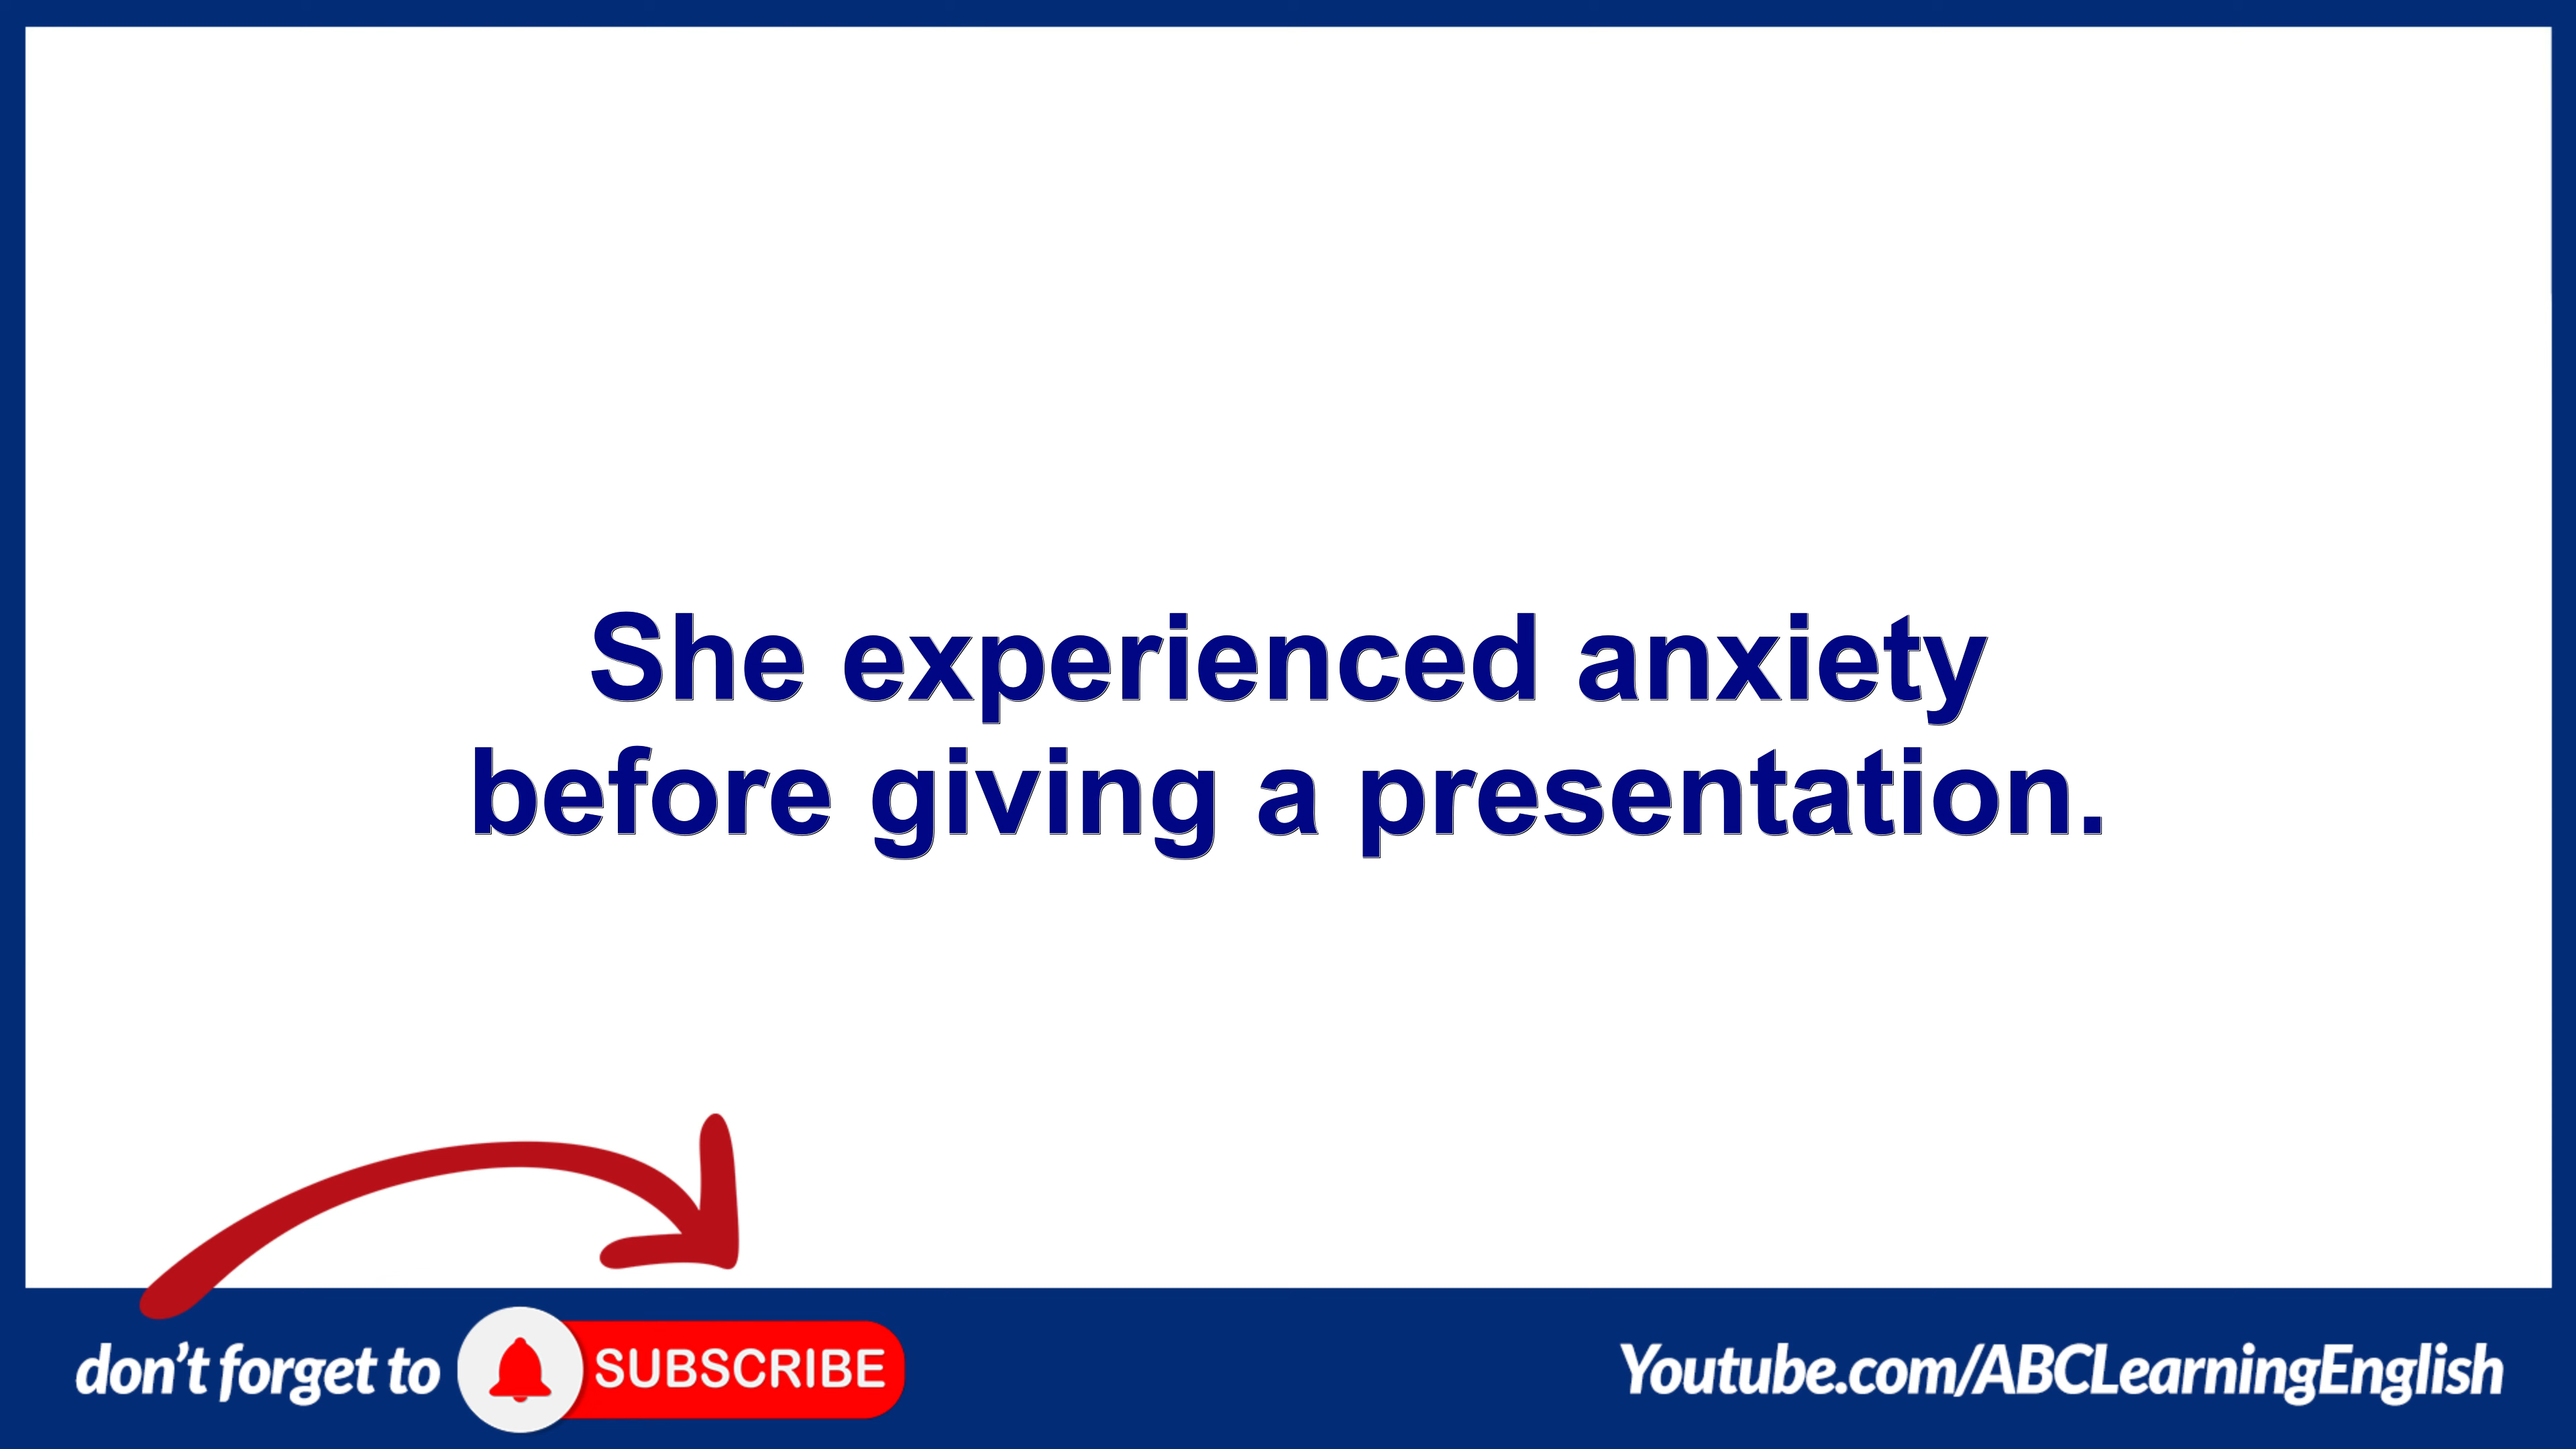 She experienced anxiety
before giving a presentation.
don't forget to SUBSCRIBE
Youtube.com/ABCLearningEnglish